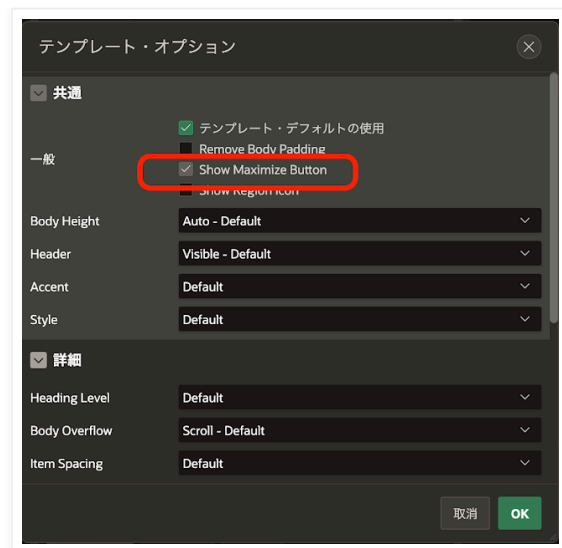 テンプレート・オプション
共通
一般
テンプレート・デフォルトの使用
Remove Body Padding
Show Maximize Button
Show Region Icon
Body Height Auto - Default
Header Visible - Default
Accent Default
Style Default
詳細
Heading Level Default
Body Overflow Scroll - Default
Item Spacing Default
取消 OK